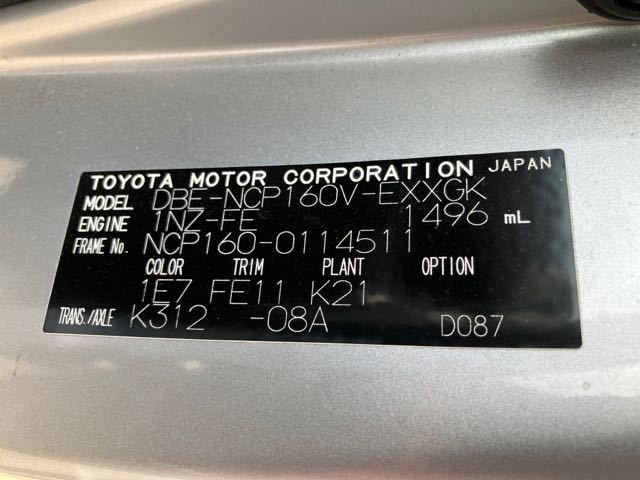 TOYOTA MOTOR CORPORATION JAPAN
MODEL DBE-NCP160V-EXXGK
ENGINE 1NZ-FE 1496 mL
FRAME No. NCP160-0114511
COLOR TRIM PLANT OPTION
1E7 FE11 K21
TRANS./AXLE K312 -08A D087